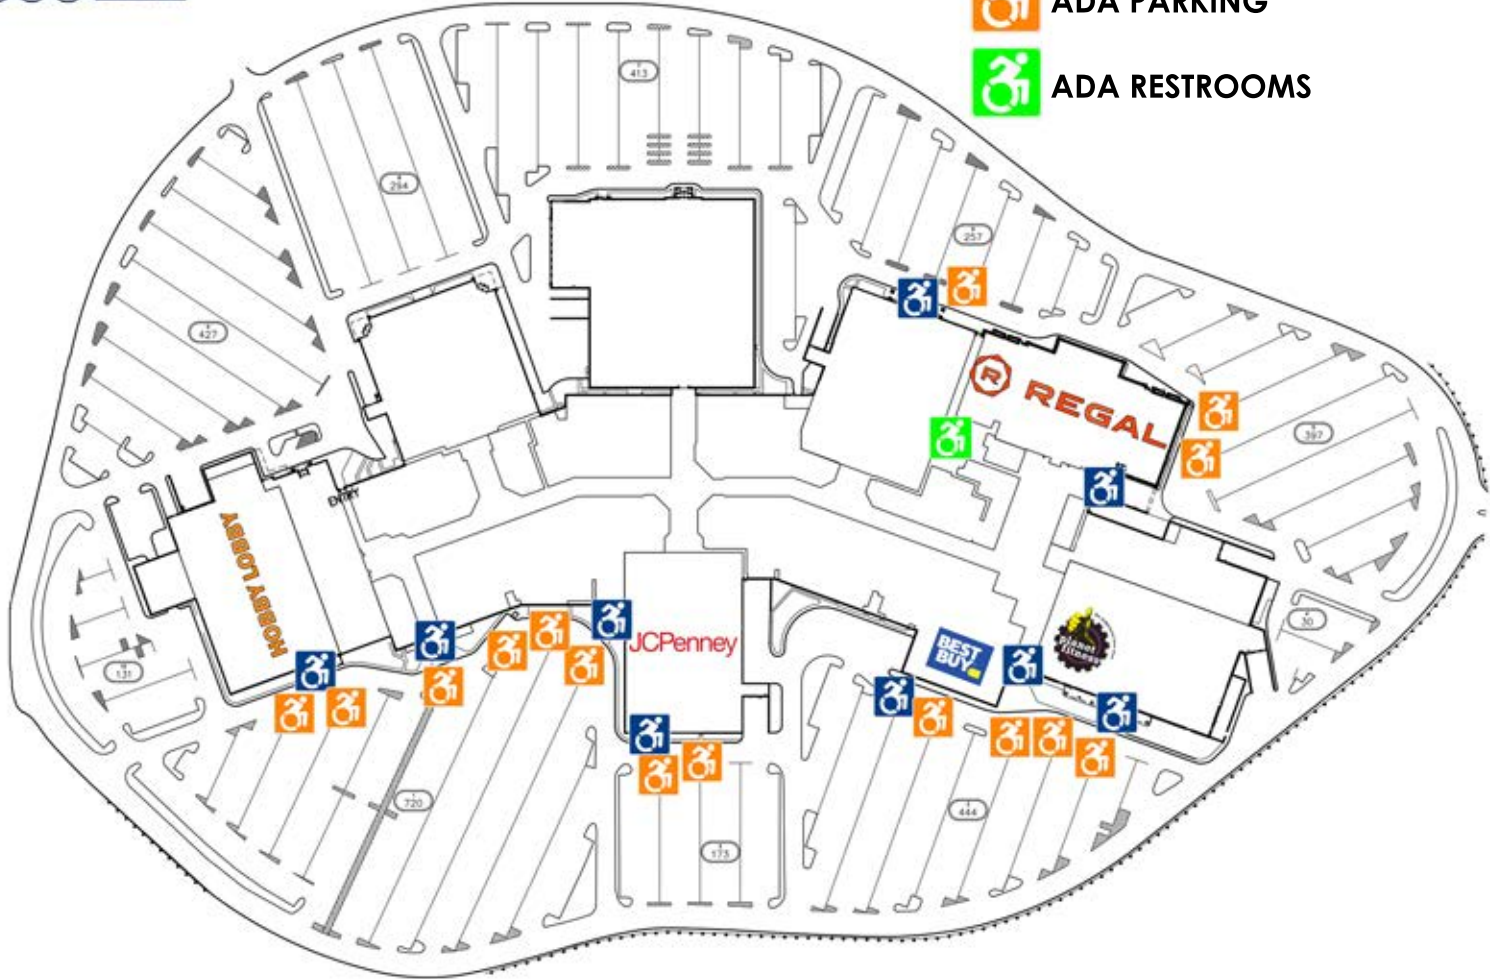 ADA PARKING
ADA RESTROOMS
413
294
257
427
REGAL
R
397
ENTRY
HOBBY LOBBY
JCPenney
BEST
BUY
planet
fitness
30
131
720
444
173